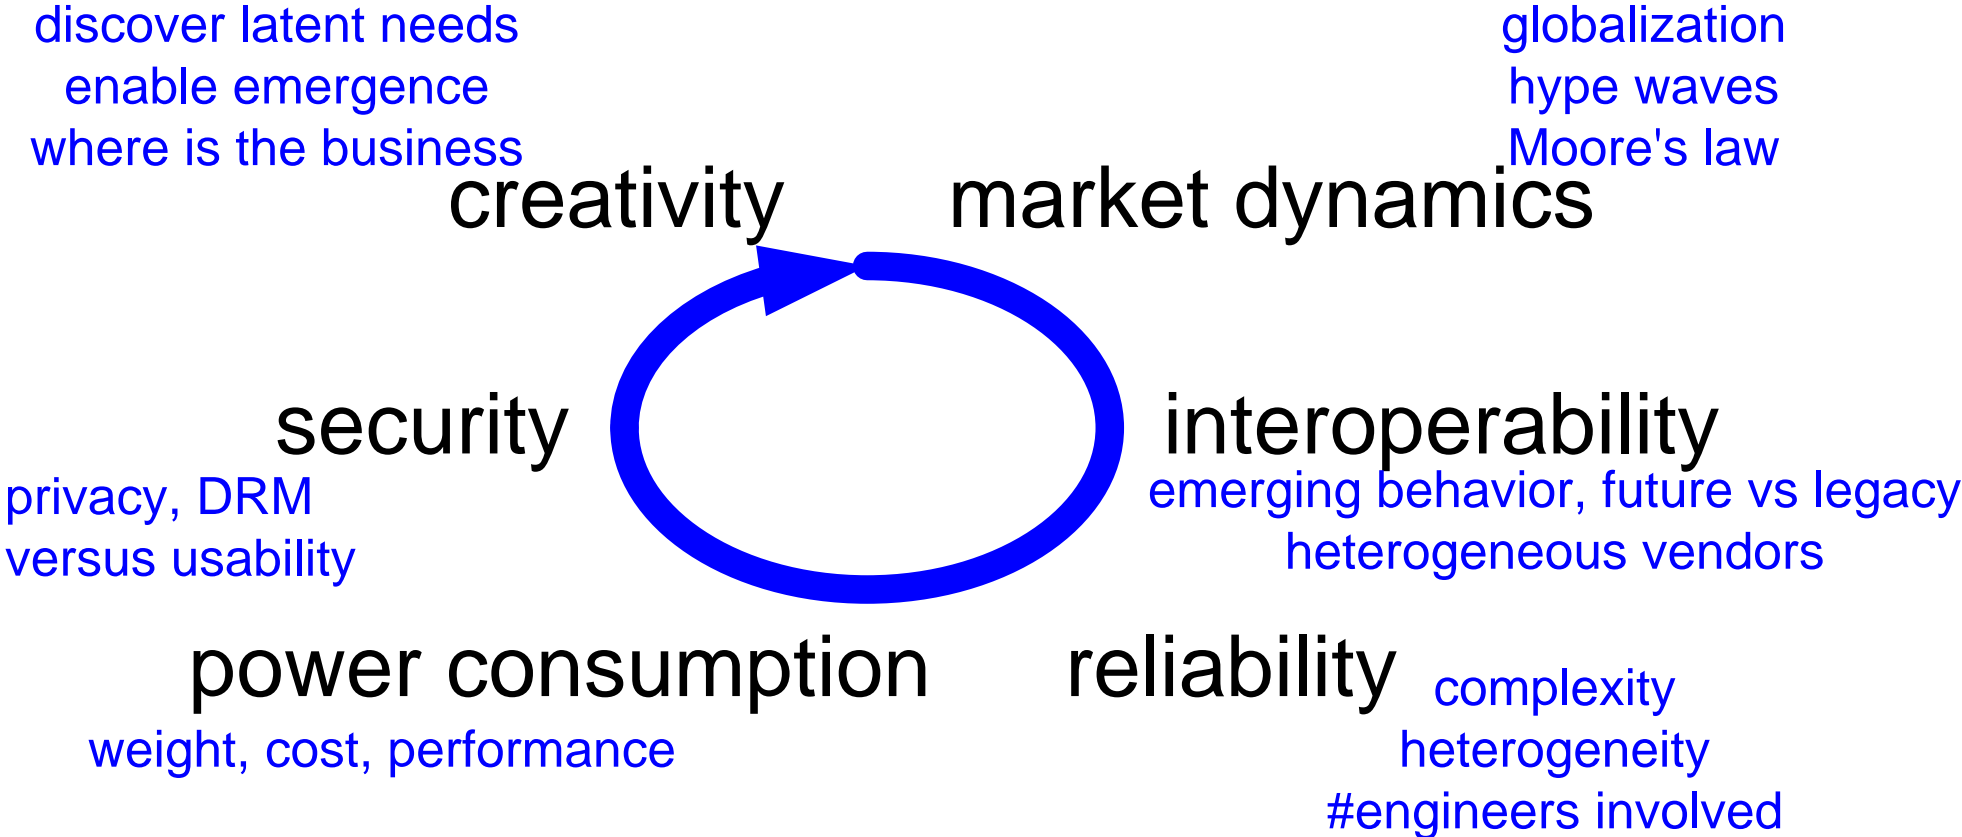 discover latent needs
enable emergence
where is the business
creativity
globalization
hype waves
Moore's law
market dynamics
security
privacy, DRM
versus usability
interoperability
emerging behavior, future vs legacy
heterogeneous vendors
power consumption
weight, cost, performance
reliability
complexity
heterogeneity
#engineers involved